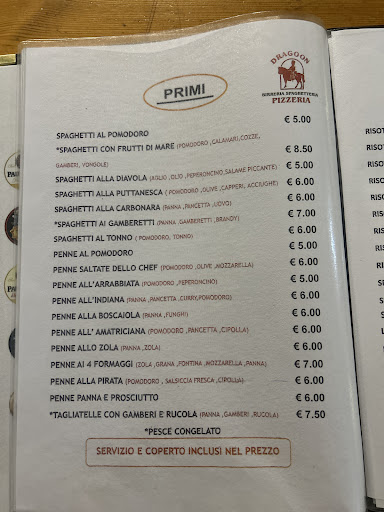 DRAGOON
BIRRERIA SPAGHETTERIA
PIZZERIA
PRIMI
SPAGHETTI AL POMODORO € 5.00
*SPAGHETTI CON FRUTTI DI MARE (POMODORO ,CALAMARI,COZZE, € 8.50
GAMBERI, VONGOLE)
SPAGHETTI ALLA DIAVOLA (AGLIO ,OLIO ,PEPERONCINO,SALAME PICCANTE) € 5.00
SPAGHETTI ALLA PUTTANESCA ( POMODORO ,OLIVE ,CAPPERI, ACCIUGHE) € 6.00
SPAGHETTI ALLA CARBONARA (PANNA ,PANCETTA ,UOVO) € 6.00
*SPAGHETTI AI GAMBERETTI (PANNA ,GAMBERETTI , BRANDY) € 7.00
SPAGHETTI AL TONNO ( POMODORO, TONNO) € 6.00
PENNE AL POMODORO € 5.00
PENNE SALTATE DELLO CHEF (POMODORO ,OLIVE ,MOZZARELLA) € 6.00
PENNE ALL'ARRABBIATA (POMODORO ,PEPERONCINO) € 5.00
PENNE ALL'INDIANA (PANNA ,PANCETTA ,CURRY,POMODORO) € 6.00
PENNE ALLA BOSCAIOLA (PANNA ,FUNGHI) € 6.00
PENNE ALL' AMATRICIANA (POMODORO ,PANCETTA ,CIPOLLA) € 6.00
PENNE ALLO ZOLA (PANNA ,ZOLA) € 6.00
PENNE AI 4 FORMAGGI (ZOLA ,GRANA ,FONTINA ,MOZZARELLA ,PANNA) € 7.00
PENNE ALLA PIRATA (POMODORO , SALSICCIA FRESCA ,CIPOLLA) € 6.00
PENNE PANNA E PROSCIUTTO € 6.00
*TAGLIATELLE CON GAMBERI E RUCOLA (PANNA , GAMBERI ,RUCOLA) € 7.50
*PESCE CONGELATO
SERVIZIO E COPERTO INCLUSI NEL PREZZO